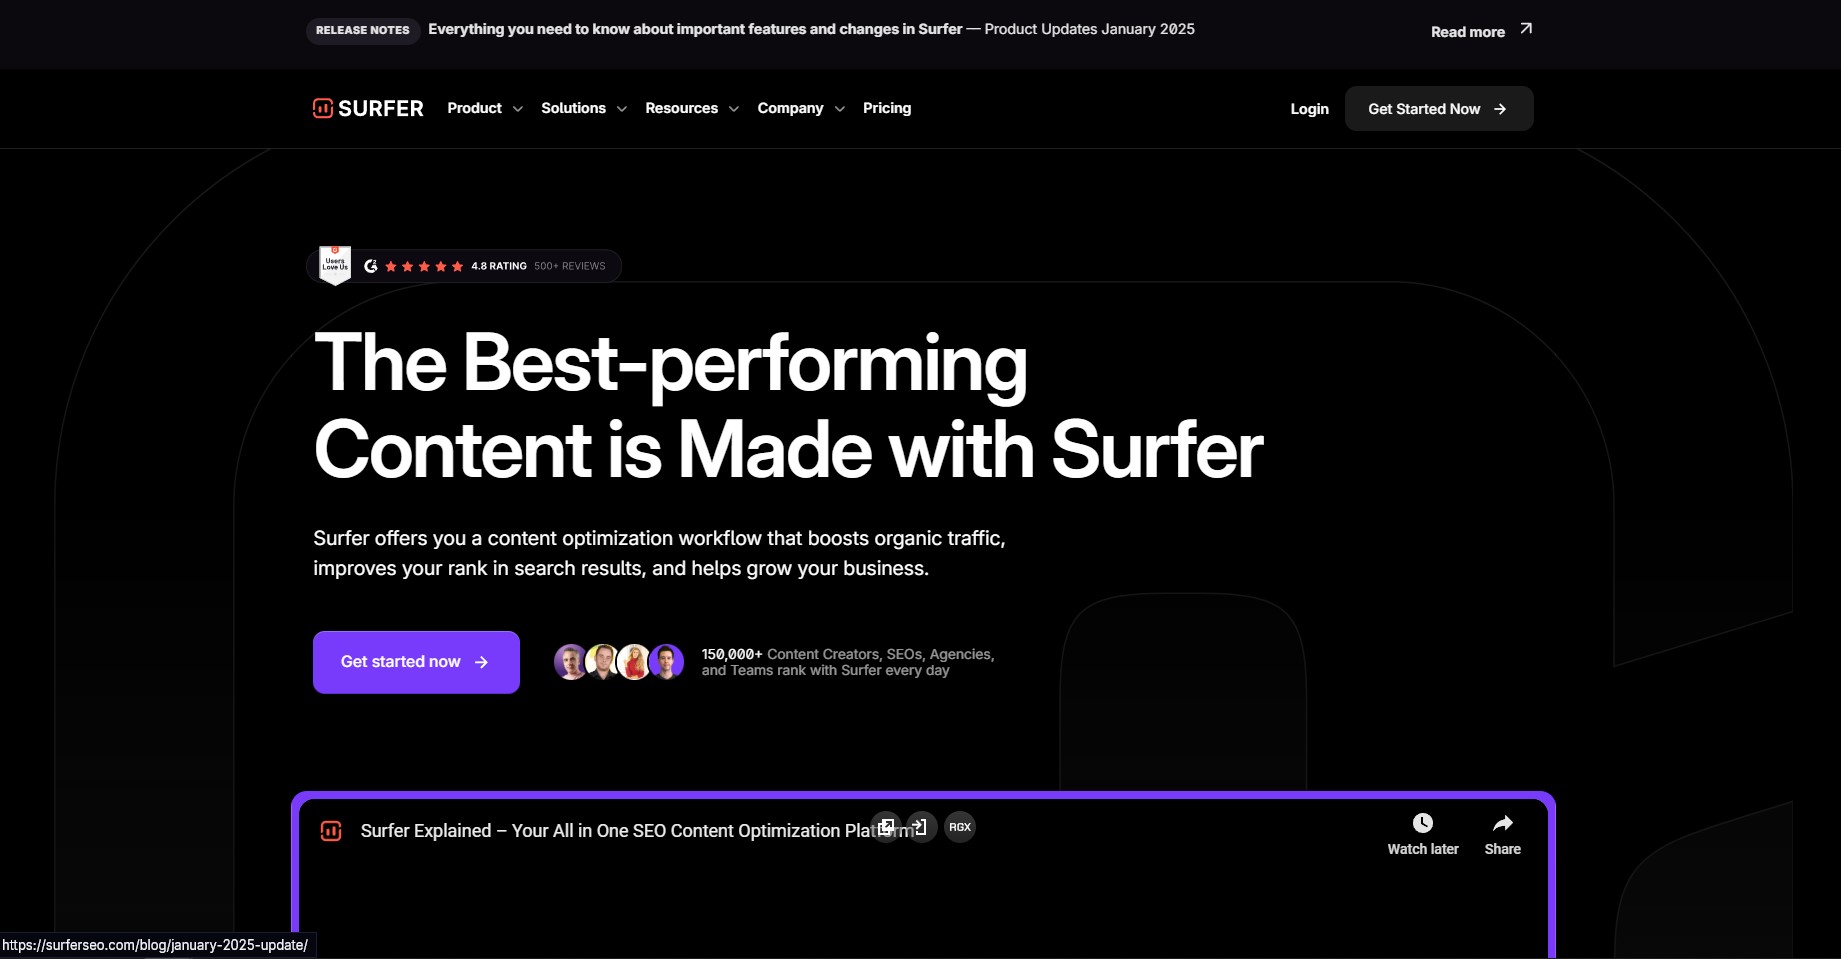 RELEASE NOTES Everything you need to know about important features and changes in Surfer — Product Updates January 2025 Read more
SURFER Product Solutions Resources Company Pricing Login Get Started Now
Users
Love Us
4.8 RATING 500+ REVIEWS
The Best-performing
Content is Made with Surfer
Surfer offers you a content optimization workflow that boosts organic traffic,
improves your rank in search results, and helps grow your business.
Get started now
150,000+ Content Creators, SEOs, Agencies,
and Teams rank with Surfer every day
Surfer Explained – Your All in One SEO Content Optimization Platform
RGX
Watch later Share
https://surferseo.com/blog/january-2025-update/